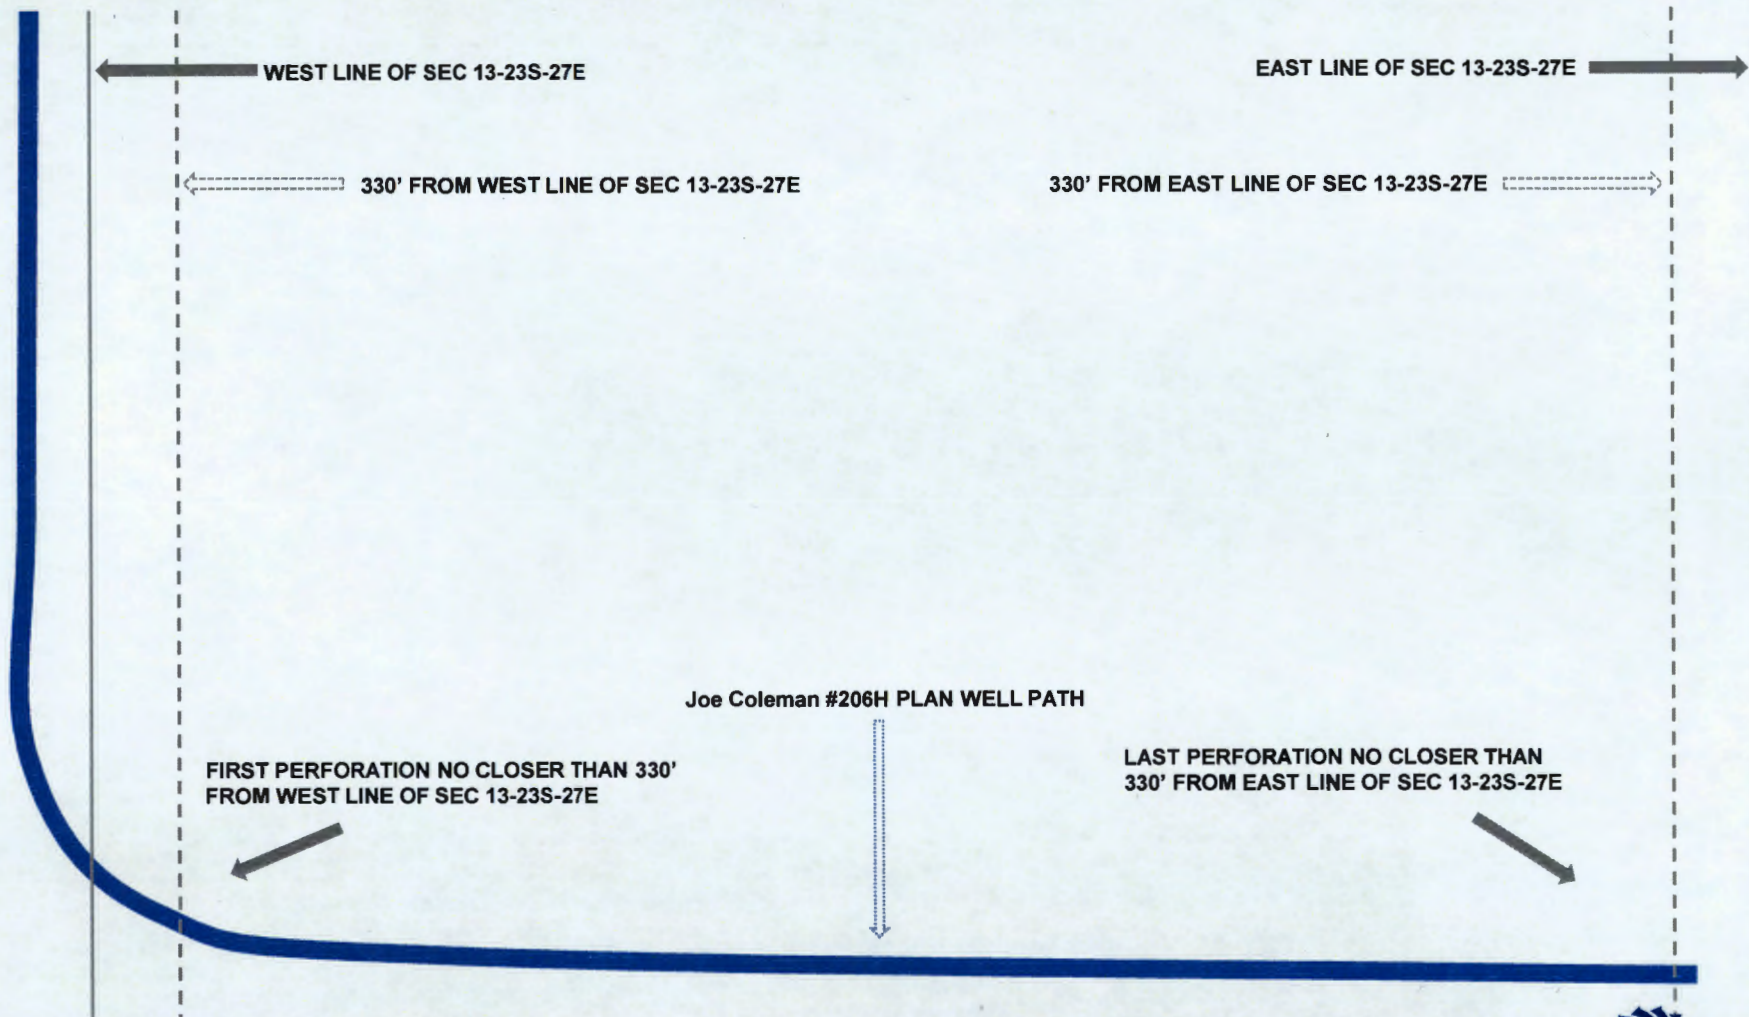 WEST LINE OF SEC 13-23S-27E
EAST LINE OF SEC 13-23S-27E
330' FROM WEST LINE OF SEC 13-23S-27E
330' FROM EAST LINE OF SEC 13-23S-27E
Joe Coleman #206H PLAN WELL PATH
FIRST PERFORATION NO CLOSER THAN 330'
FROM WEST LINE OF SEC 13-23S-27E
LAST PERFORATION NO CLOSER THAN
330' FROM EAST LINE OF SEC 13-23S-27E